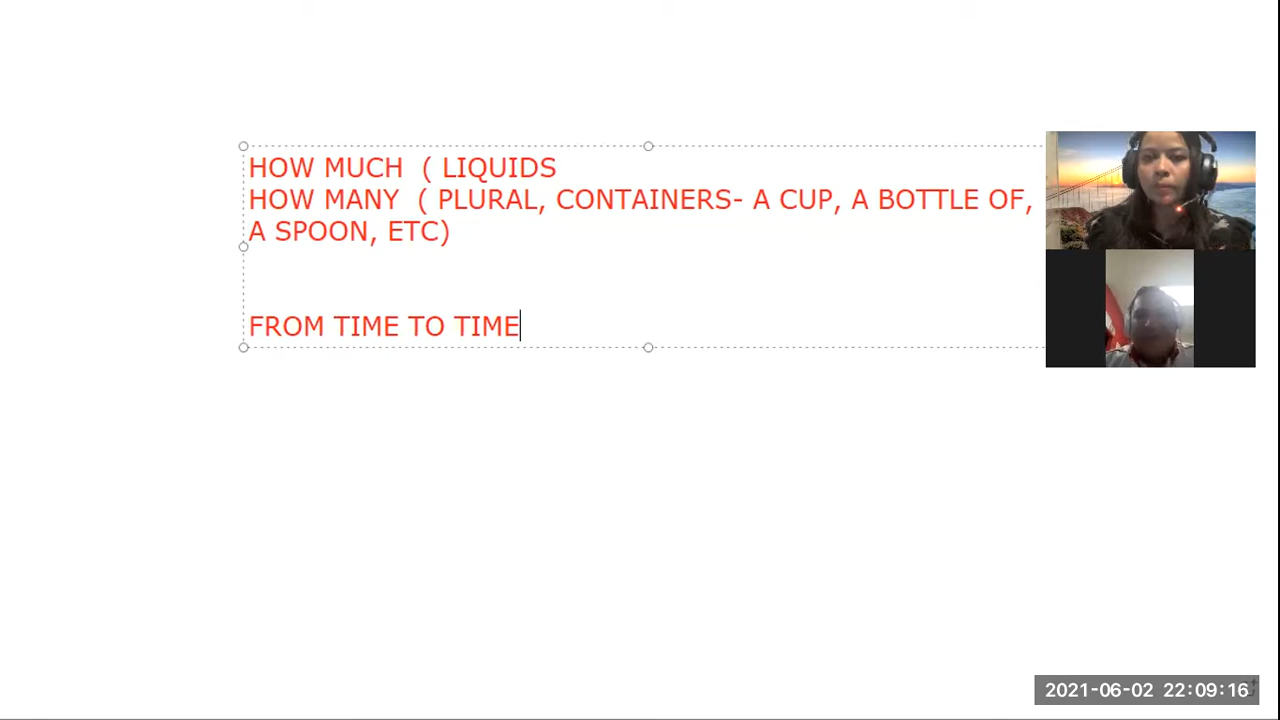 HOW MUCH  ( LIQUIDS
HOW MANY  ( PLURAL, CONTAINERS- A CUP, A BOTTLE OF,
A SPOON, ETC)
FROM TIME TO TIME
2021-06-02 22:09:16